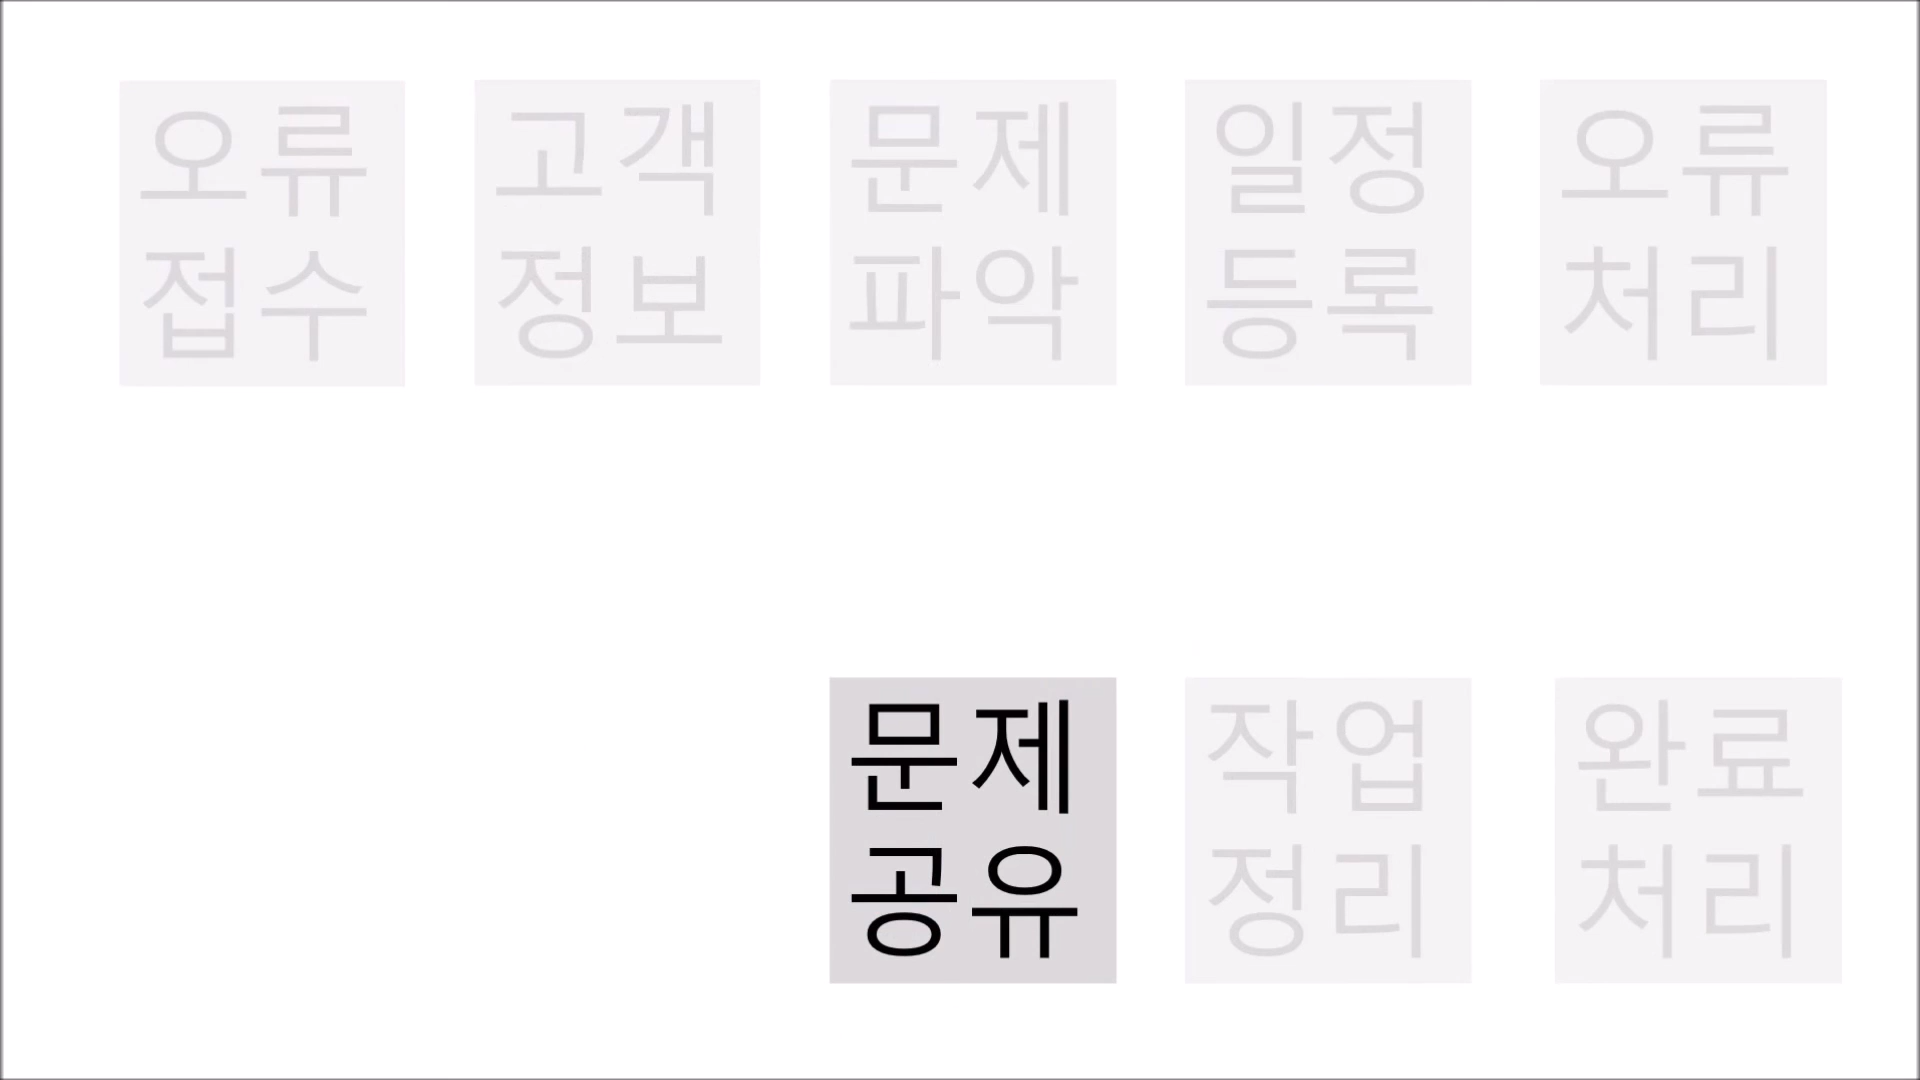 오류
접수
고객
정보
문제
파악
일정
등록
오류
처리
문제
공유
작업
정리
완료
처리